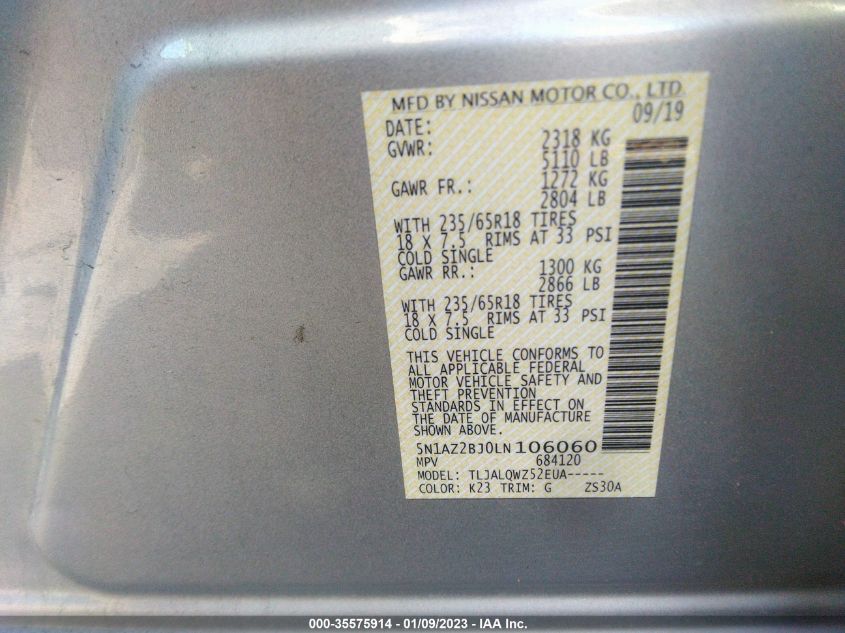 MFD BY NISSAN MOTOR CO., LTD.
DATE: 09/19
GVWR: 2318 KG
5110 LB
GAWR FR.: 1272 KG
2804 LB
WITH 235/65R18 TIRES
18 X 7.5 RIMS AT 33 PSI
COLD SINGLE
GAWR RR.: 1300 KG
2866 LB
WITH 235/65R18 TIRES
18 X 7.5 RIMS AT 33 PSI
COLD SINGLE
THIS VEHICLE CONFORMS TO
ALL APPLICABLE FEDERAL
MOTOR VEHICLE SAFETY AND
THEFT PREVENTION
STANDARDS IN EFFECT ON
THE DATE OF MANUFACTURE
SHOWN ABOVE.
5N1AZ2BJ0LN106060
MPV 684120
MODEL: TLJALQWZ52EUA-----
COLOR: K23 TRIM: G ZS30A
000-35575914 - 01/09/2023 - IAA Inc.